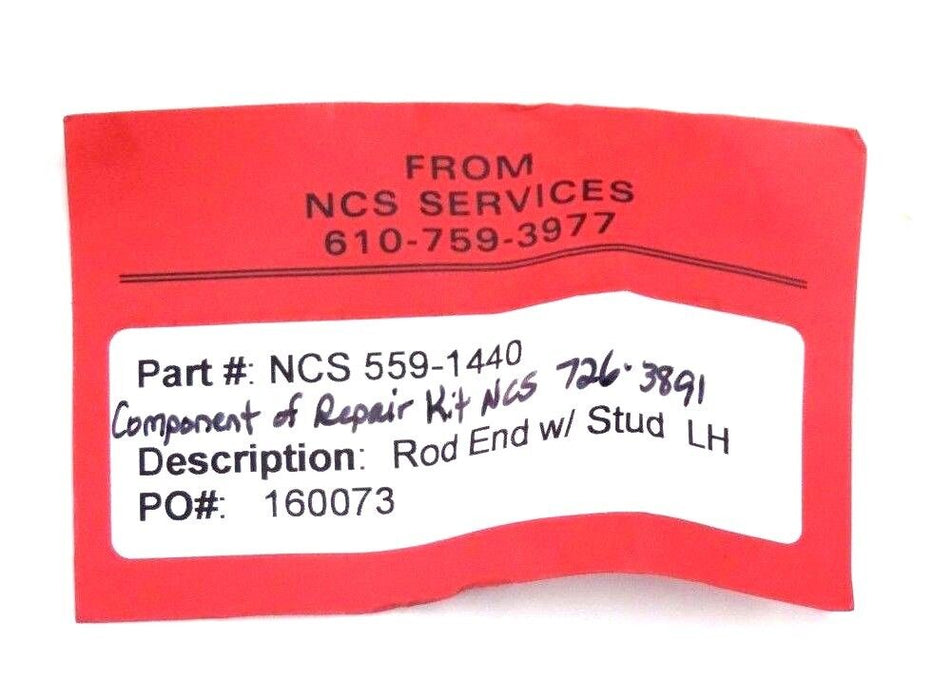 FROM
NCS SERVICES
610-759-3977
Part #: NCS 559-1440
Component of Repair Kit NCS 726-3891
Description: Rod End w/ Stud LH
PO#: 160073